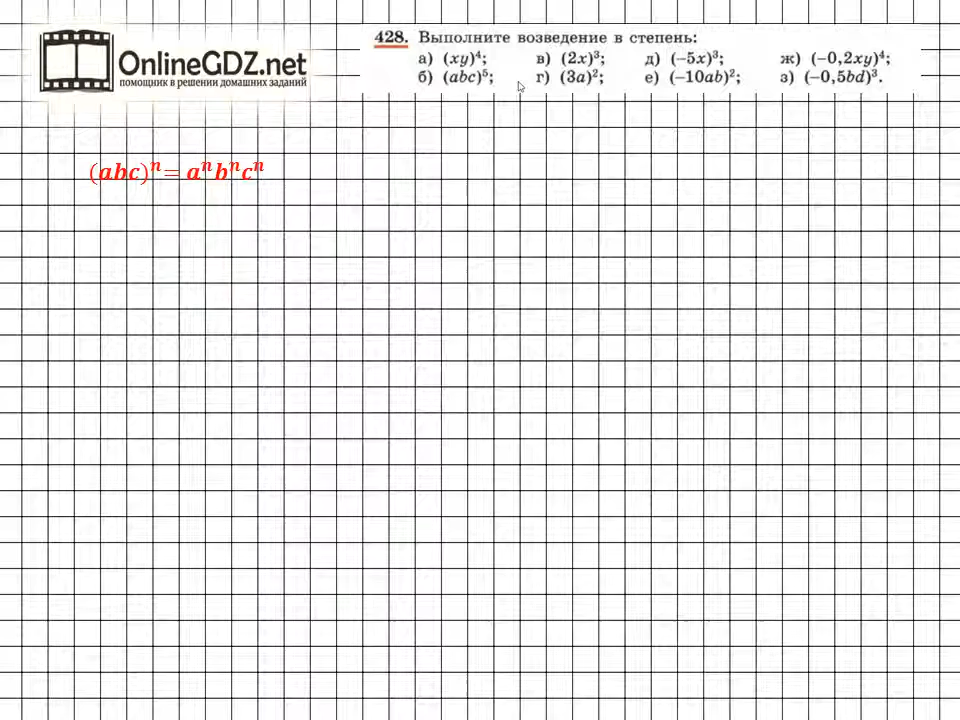 OnlineGDZ.net
помощник в решении домашних заданий
428. Выполните возведение в степень:
а) (xy)⁴; в) (2x)³; д) (−5x)³; ж) (−0,2xy)⁴;
б) (abc)⁵; г) (3a)²; е) (−10ab)²; з) (−0,5bd)³.
(abc)ⁿ = aⁿbⁿcⁿ